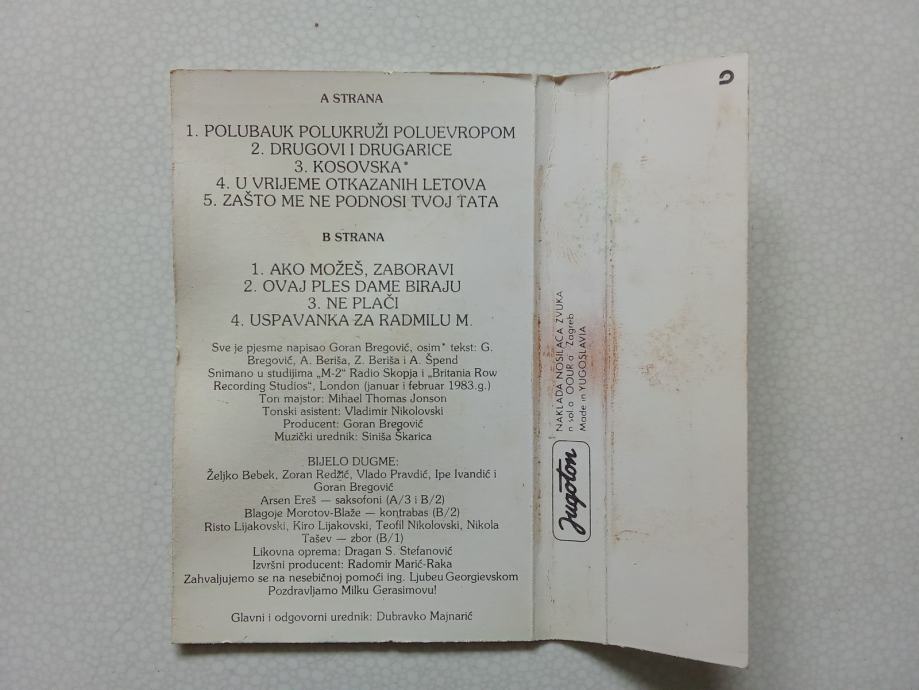 A STRANA
1. POLUBAUK POLUKRUŽI POLUEVROPOM
2. DRUGOVI I DRUGARICE
3. KOSOVSKA*
4. U VRIJEME OTKAZANIH LETOVA
5. ZAŠTO ME NE PODNOSI TVOJ TATA
B STRANA
1. AKO MOŽEŠ, ZABORAVI
2. OVAJ PLES DAME BIRAJU
3. NE PLAČI
4. USPAVANKA ZA RADMILU M.
Sve je pjesme napisao Goran Bregović, osim* tekst: G.
Bregović, A. Beriša, Z. Beriša i A. Špend
Snimano u studijima „M-2" Radio Skopja i „Britania Row
Recording Studios", London (januar i februar 1983.g.)
Ton majstor: Mihael Thomas Jonson
Tonski asistent: Vladimir Nikolovski
Producent: Goran Bregović
Muzički urednik: Siniša Škarica
BIJELO DUGME:
Željko Bebek, Zoran Redžić, Vlado Pravdić, Ipe Ivandić i
Goran Bregović
Arsen Ereš — saksofoni (A/3 i B/2)
Blagoje Morotov-Blaže — kontrabas (B/2)
Risto Lijakovski, Kiro Lijakovski, Teofil Nikolovski, Nikola
Tašev — zbor (B/1)
Likovna oprema: Dragan S. Stefanović
Izvršni producent: Radomir Marić-Raka
Zahvaljujemo se na nesebičnoj pomoći ing. Ljubeu Georgievskom
Pozdravljamo Milku Gerasimovu!
Glavni i odgovorni urednik: Dubravko Majnarić
Jugoton
NAKLADA NOSILACA ZVUKA
OOUR Zagreb
Made in YUGOSLAVIA